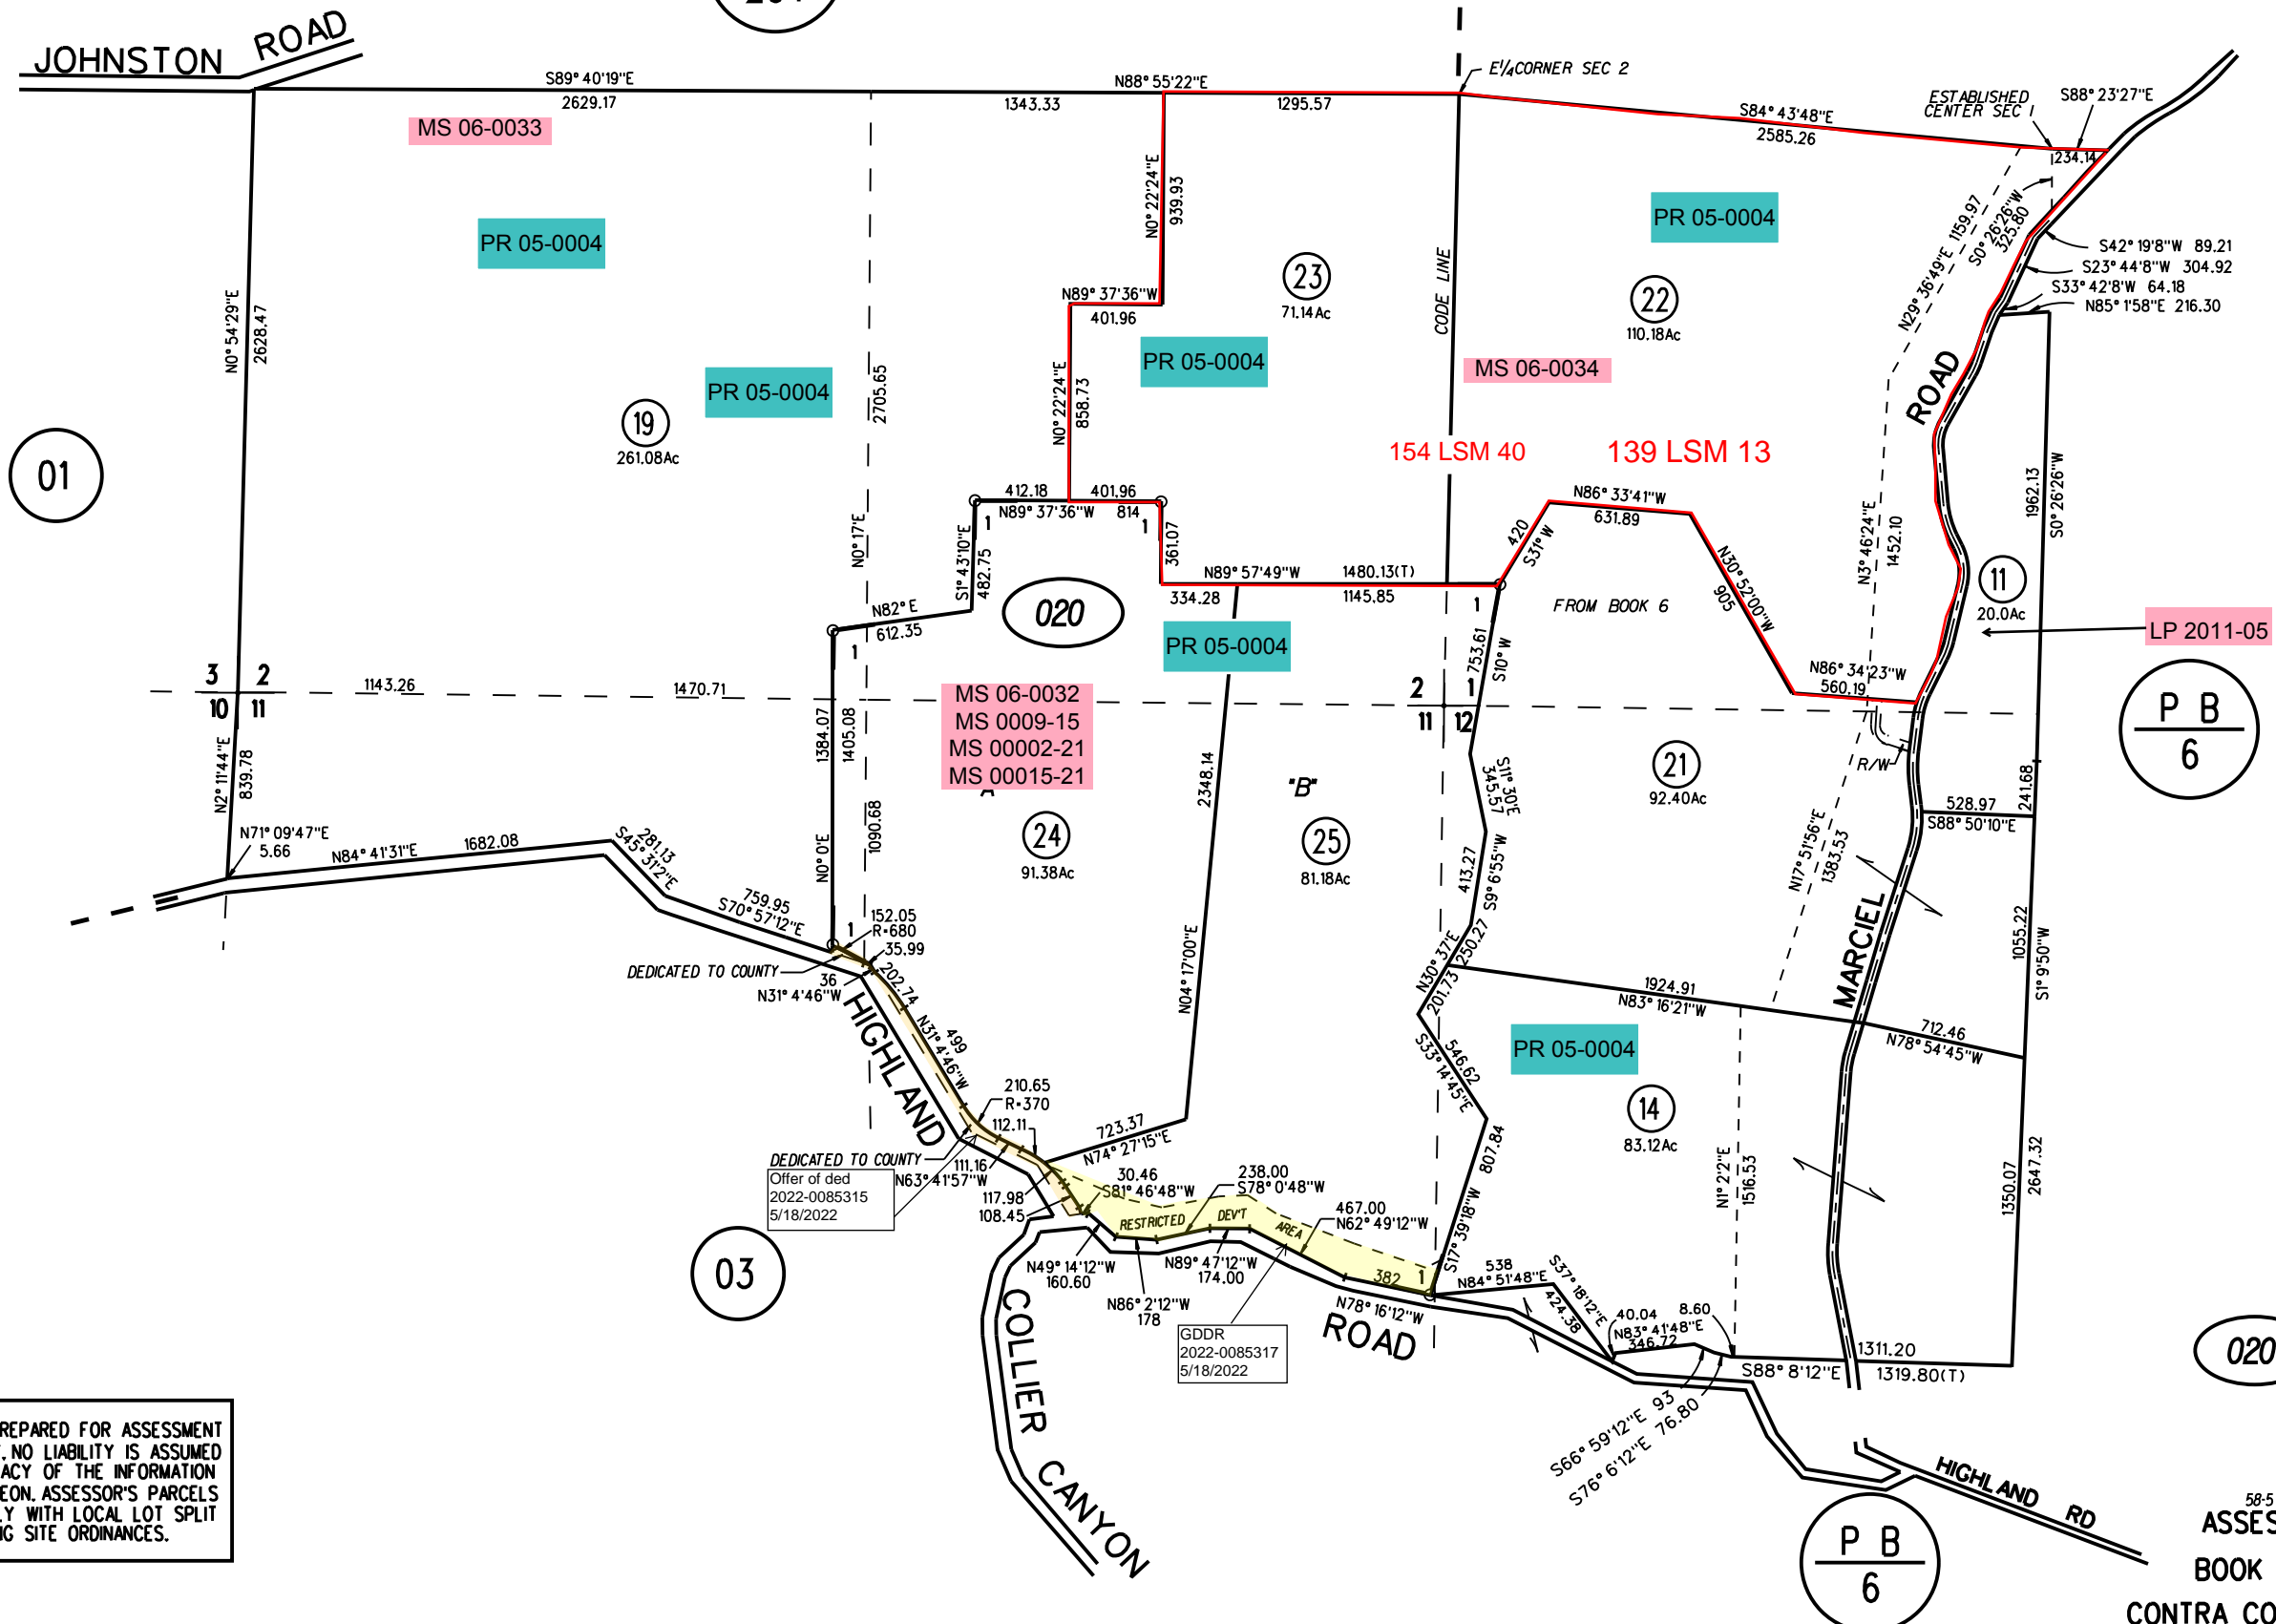 JOHNSTON ROAD
S89°40'19"E
2629.17
N88°55'22"E
1343.33
1295.57
E1/4 CORNER SEC 2
S84°43'48"E
2585.26
ESTABLISHED
CENTER SEC 1
S88°23'27"E
234.14
MS 06-0033
PR 05-0004
PR 05-0004
PR 05-0004
PR 05-0004
N0°54'29"E
2628.47
2705.65
N0°17'E
N0°22'24"E
939.93
N89°37'36"W
401.96
N0°22'24"E
858.73
23
71.14Ac
CODE LINE
22
110.18Ac
MS 06-0034
N29°36'49"E 1159.97
S0°26'26"W
325.80
S42°19'8"W 89.21
S23°44'8"W 304.92
S33°42'8"W 64.18
N85°1'58"E 216.30
ROAD
19
261.08Ac
01
154 LSM 40
139 LSM 13
412.18
401.96
N89°37'36"W
814
1
1
361.07
S1°43'10"E
482.75
N82°E
612.35
1
020
N89°57'49"W
1480.13(T)
334.28
1145.85
1
420
S31°W
N86°33'41"W
631.89
N30°52'00"W
905
FROM BOOK 6
N3°46'24"E
1452.10
1962.13
S0°26'26"W
11
20.0Ac
LP 2011-05
PR 05-0004
753.61
S10°W
N86°34'23"W
560.19
P B
6
3 2
10 11
1143.26
1470.71
2 1
11 12
MS 06-0032
MS 0009-15
MS 00002-21
MS 00015-21
1384.07
1405.08
N0°0'E
1090.68
N2°11'44"E
839.78
2348.14
N04°17'00"E
"B"
24
91.38Ac
25
81.18Ac
21
92.40Ac
R/W
S11°30'E
345.57
413.27
S9°6'55"W
N17°51'56"E
1383.53
528.97
S88°50'10"E
241.68
N71°09'47"E
5.66
N84°41'31"E
1682.08
281.13
S45°31'2"E
759.95
S70°57'12"E
1
152.05
R=680
35.99
DEDICATED TO COUNTY
36
N31°4'46"W
202.74
499
N31°4'46"W
HIGHLAND
N30°37'E
250.27
201.73
1924.91
N83°16'21"W
MARCIEL
1055.22
S1°9'50"W
712.46
N78°54'45"W
PR 05-0004
14
83.12Ac
546.62
S33°14'45"E
210.65
R=370
112.11
723.37
N74°27'15"E
DEDICATED TO COUNTY
111.16
N63°41'57"W
Offer of ded
2022-0085315
5/18/2022
117.98
108.45
30.46
S81°46'48"W
238.00
S78°0'48"W
RESTRICTED DEV'T AREA
467.00
N62°49'12"W
807.84
S17°39'18"W
N1°2'2"E
1516.53
1350.07
2647.32
03
N49°14'12"W
160.60
N86°2'12"W
178
N89°47'12"W
174.00
382
1
N78°16'12"W
ROAD
538
N84°51'48"E
S37°18'12"E
424.38
40.04
8.60
N83°41'48"E
346.72
GDDR
2022-0085317
5/18/2022
COLLIER CANYON
S66°59'12"E 93
S76°6'12"E 76.80
S88°8'12"E
1311.20
1319.80(T)
020
REPARED FOR ASSESSMENT
. NO LIABILITY IS ASSUMED
ACY OF THE INFORMATION
EON. ASSESSOR'S PARCELS
Y WITH LOCAL LOT SPLIT
G SITE ORDINANCES.
HIGHLAND RD
P B
6
58-5
ASSES
BOOK
CONTRA CO